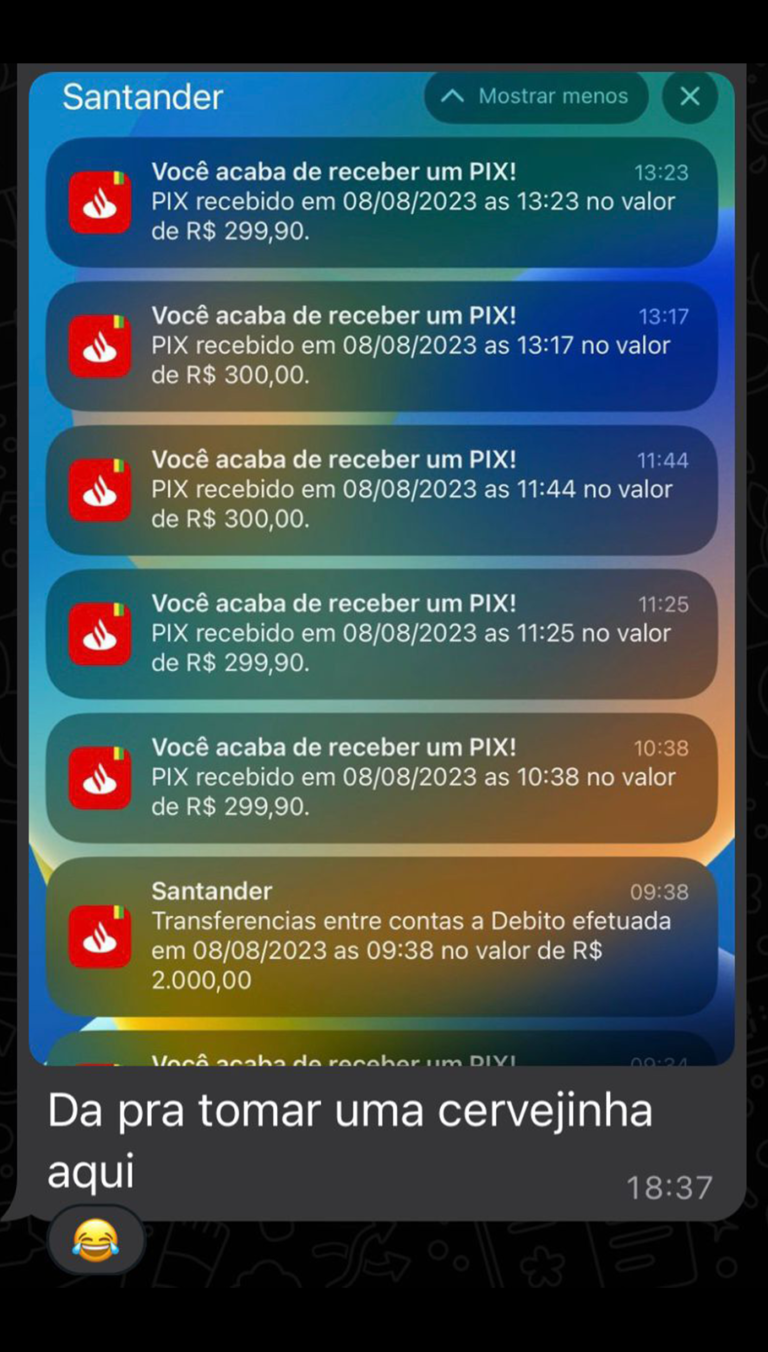 Santander
Mostrar menos
Você acaba de receber um PIX!
13:23
PIX recebido em 08/08/2023 as 13:23 no valor
de R$ 299,90.
Você acaba de receber um PIX!
13:17
PIX recebido em 08/08/2023 as 13:17 no valor
de R$ 300,00.
Você acaba de receber um PIX!
11:44
PIX recebido em 08/08/2023 as 11:44 no valor
de R$ 300,00.
Você acaba de receber um PIX!
11:25
PIX recebido em 08/08/2023 as 11:25 no valor
de R$ 299,90.
Você acaba de receber um PIX!
10:38
PIX recebido em 08/08/2023 as 10:38 no valor
de R$ 299,90.
Santander
09:38
Transferencias entre contas a Debito efetuada
em 08/08/2023 as 09:38 no valor de R$
2.000,00
Você acaba de receber um PIX!
09:34
Da pra tomar uma cervejinha
aqui
18:37